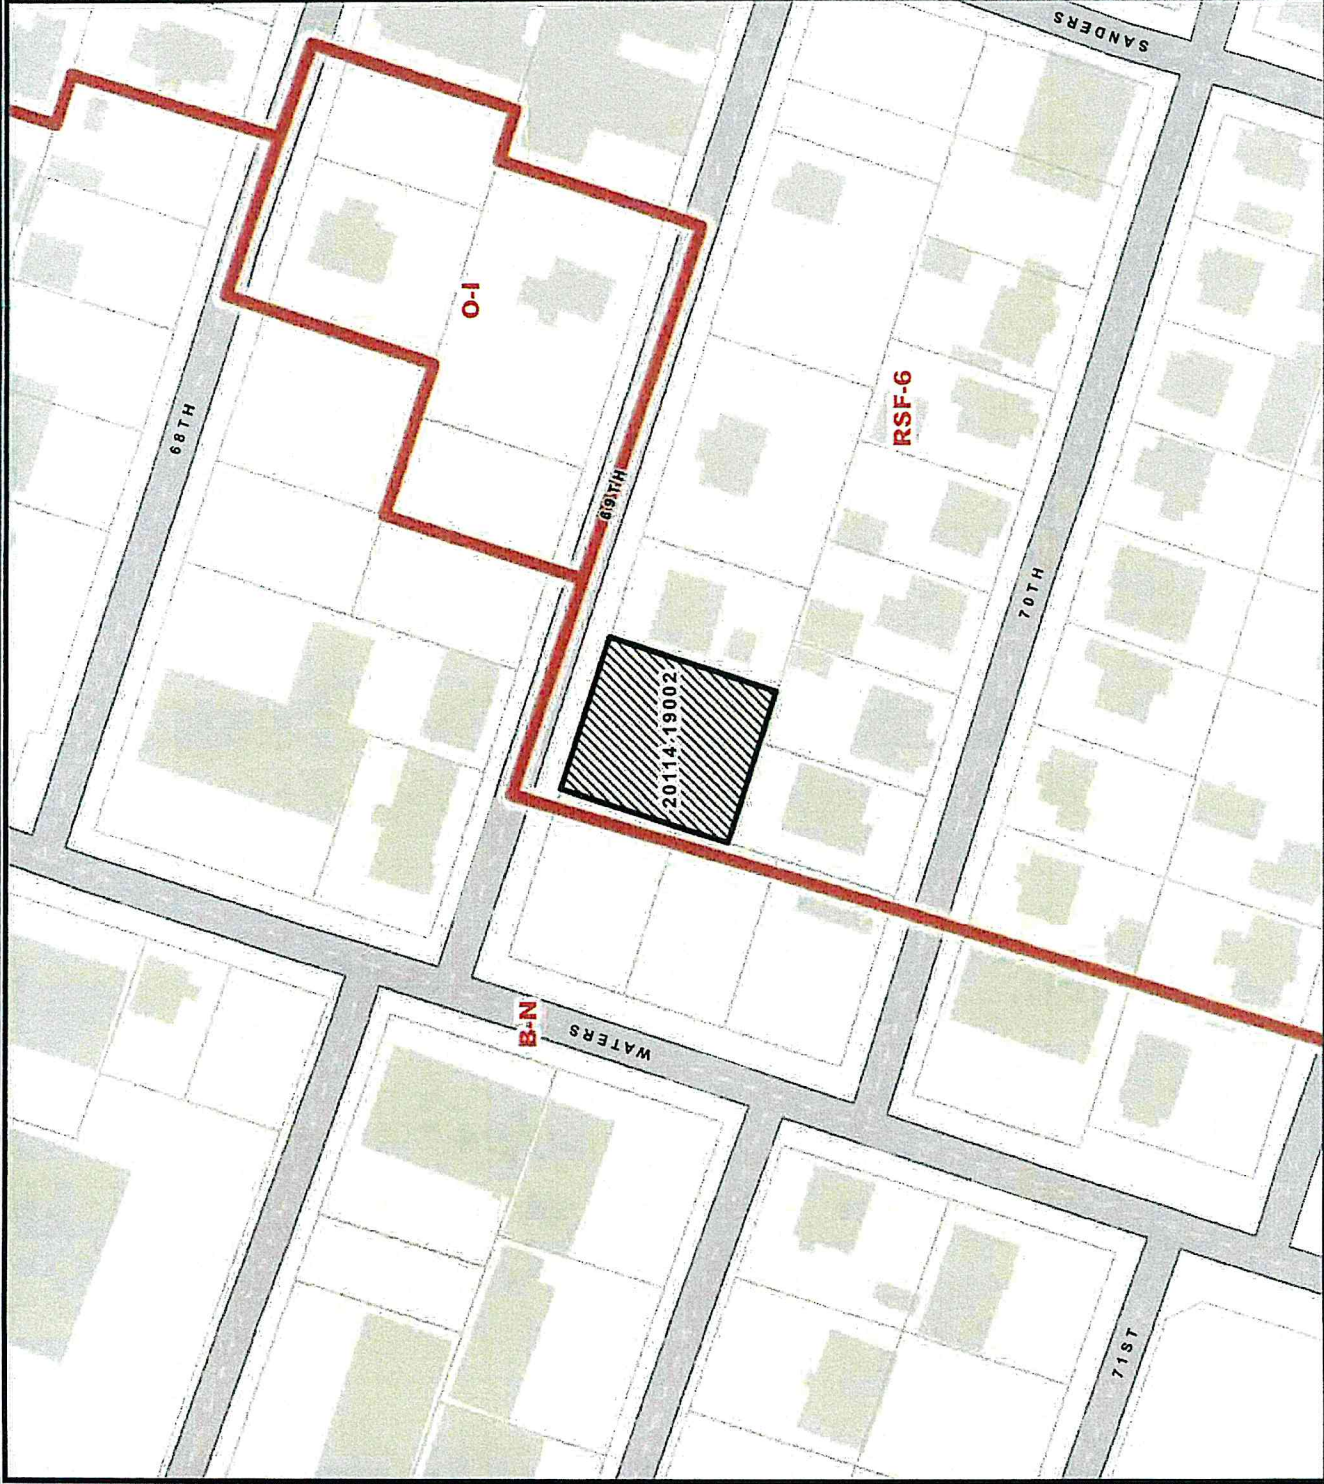 SANDERS
O-I
68TH
RSF-6
69TH
70TH
20114 19002
B-N
WATERS
71ST